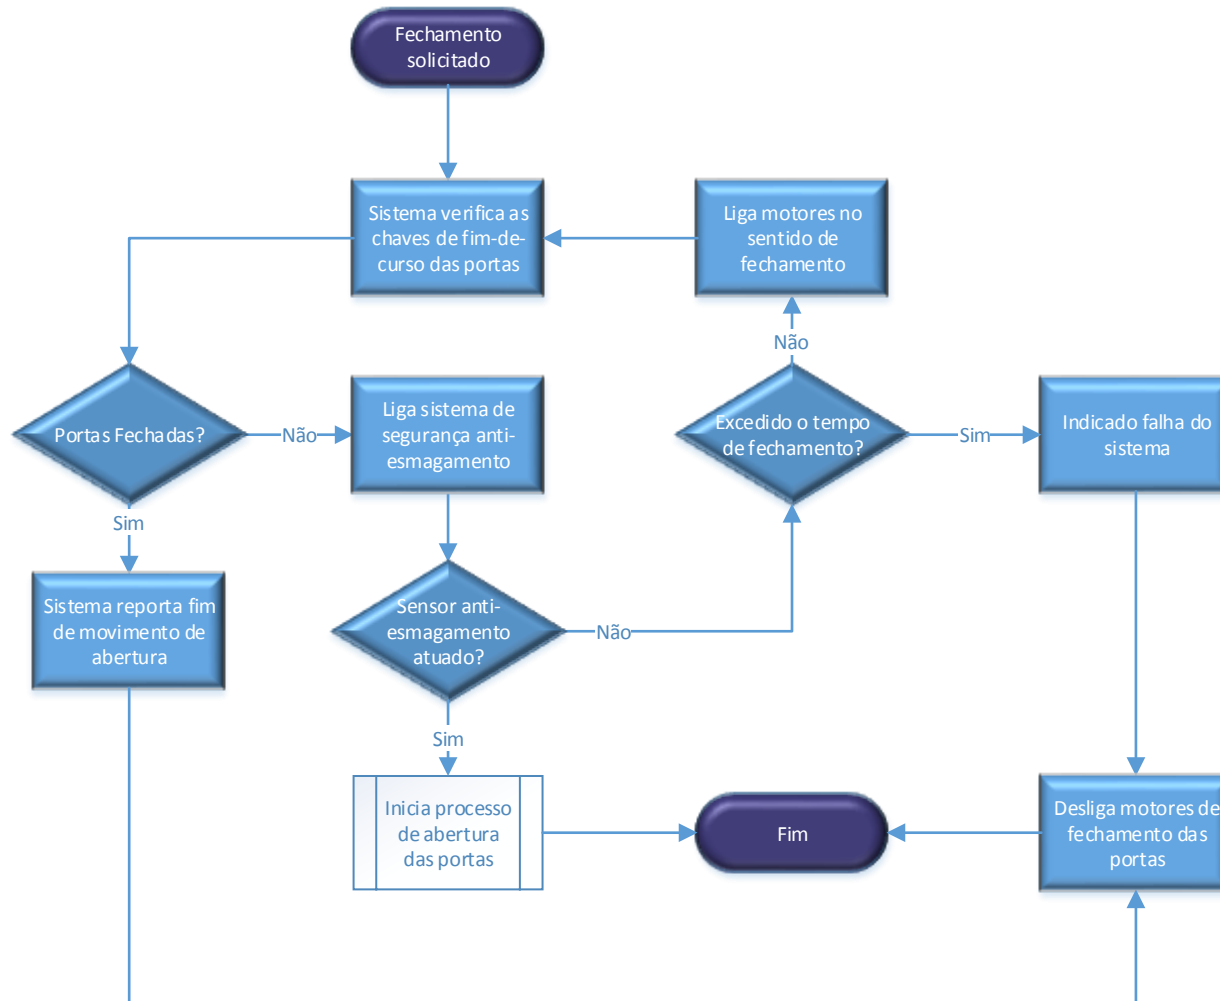 Fechamento
solicitado
Sistema verifica as
chaves de fim-de-
curso das portas
Liga motores no
sentido de
fechamento
Não
Portas Fechadas?
Não
Liga sistema de
segurança anti-
esmagamento
Excedido o tempo
de fechamento?
Sim
Indicado falha do
sistema
Sim
Sistema reporta fim
de movimento de
abertura
Sensor anti-
esmagamento
atuado?
Não
Sim
Inicia processo
de abertura
das portas
Fim
Desliga motores de
fechamento das
portas